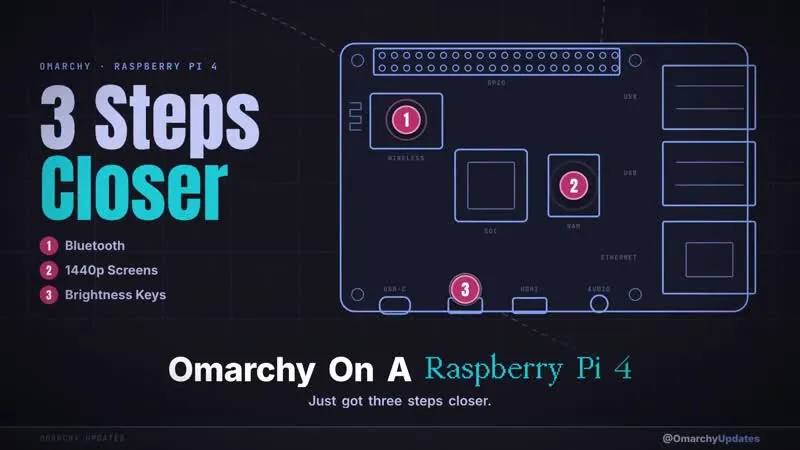 OMARCHY · RASPBERRY PI 4
3 Steps
Closer
1 Bluetooth
2 1440p Screens
3 Brightness Keys
GPIO
USB
1
WIRELESS
2
USB
SOC
RAM
ETHERNET
3
USB-C
HDMI
AUDIO
Omarchy On A Raspberry Pi 4
Just got three steps closer.
OMARCHY UPDATES
@OmarchyUpdates